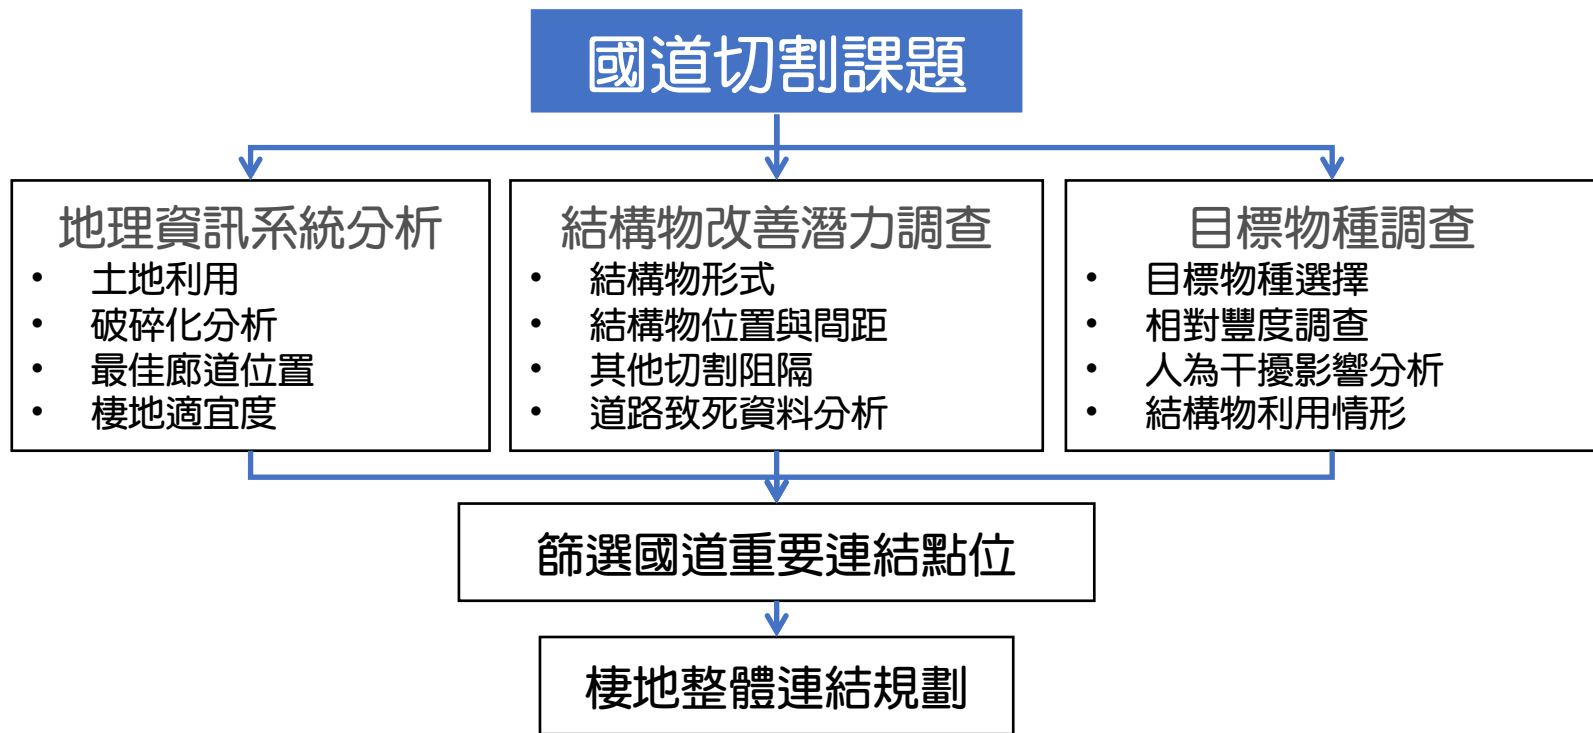 國道切割課題
地理資訊系統分析
• 土地利用
• 破碎化分析
• 最佳廊道位置
• 棲地適宜度
結構物改善潛力調查
• 結構物形式
• 結構物位置與間距
• 其他切割阻隔
• 道路致死資料分析
目標物種調查
• 目標物種選擇
• 相對豐度調查
• 人為干擾影響分析
• 結構物利用情形
篩選國道重要連結點位
棲地整體連結規劃